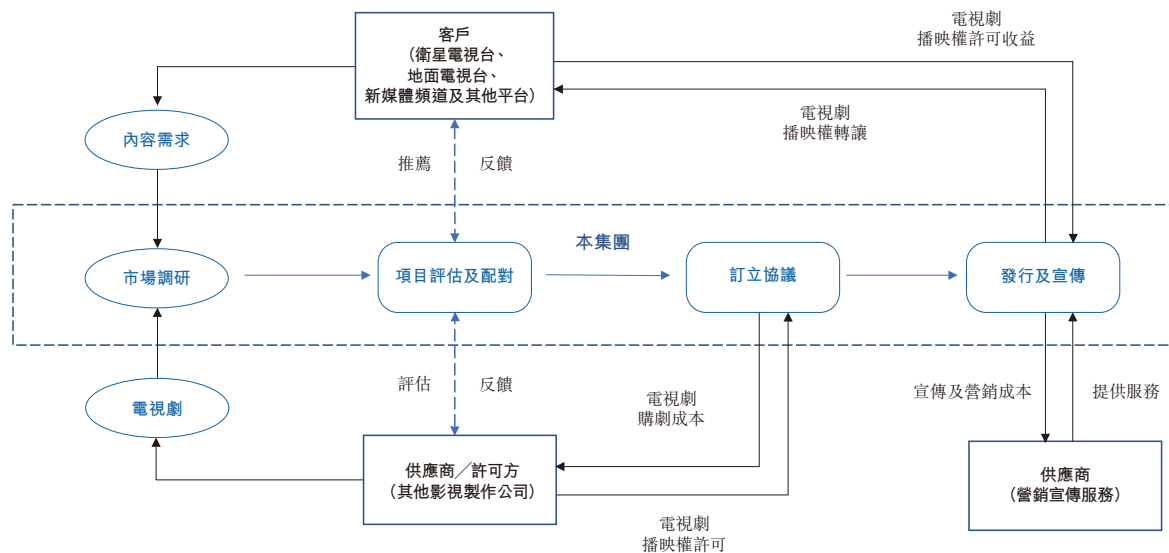 客戶
（衛星電視台、
地面電視台、
新媒體頻道及其他平台）
電視劇
播映權許可收益
電視劇
播映權轉讓
內容需求
推薦
反饋
本集團
市場調研
項目評估及配對
訂立協議
發行及宣傳
評估
反饋
電視劇
電視劇
購劇成本
宣傳及營銷成本
提供服務
供應商／許可方
（其他影視製作公司）
供應商
（營銷宣傳服務）
電視劇
播映權許可